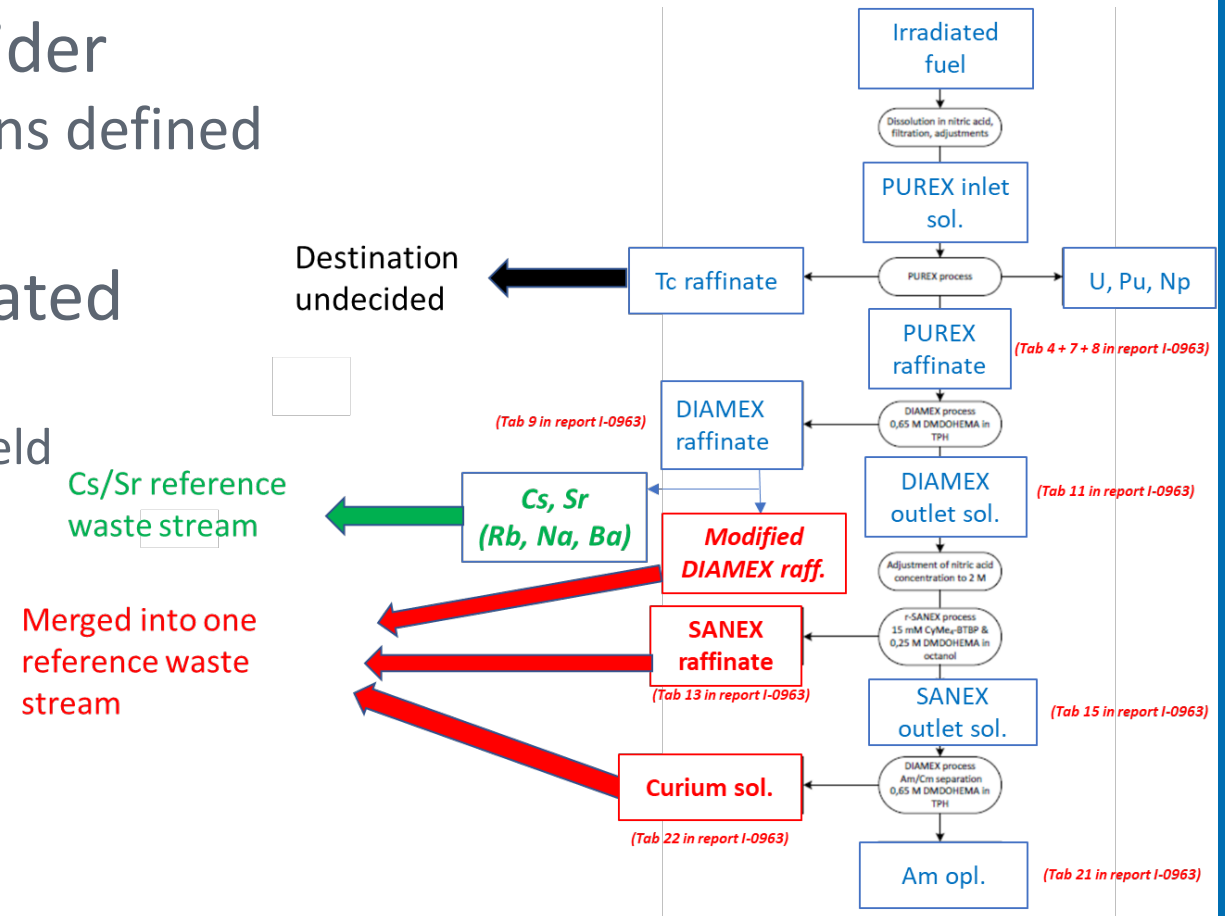 ider
ns defined
ated
eld
Irradiated
fuel
Dissolution in nitric acid,
filtration, adjustments
PUREX inlet
sol.
Destination
undecided
Tc raffinate
PUREX process
U, Pu, Np
PUREX
raffinate
(Tab 4 + 7 + 8 in report I-0963)
(Tab 9 in report I-0963)
DIAMEX
raffinate
DIAMEX process
0,65 M DMDOHEMA in
TPH
Cs/Sr reference
waste stream
Cs, Sr
(Rb, Na, Ba)
DIAMEX
outlet sol.
(Tab 11 in report I-0963)
Modified
DIAMEX raff.
Adjustment of nitric acid
concentration to 2 M
Merged into one
reference waste
stream
SANEX
raffinate
(Tab 13 in report I-0963)
r-SANEX process
15 mM CyMe₄-BTBP &
0,25 M DMDOHEMA in
octanol
SANEX
outlet sol.
(Tab 15 in report I-0963)
Curium sol.
(Tab 22 in report I-0963)
DIAMEX process
Am/Cm separation
0,65 M DMDOHEMA in
TPH
Am opl.
(Tab 21 in report I-0963)